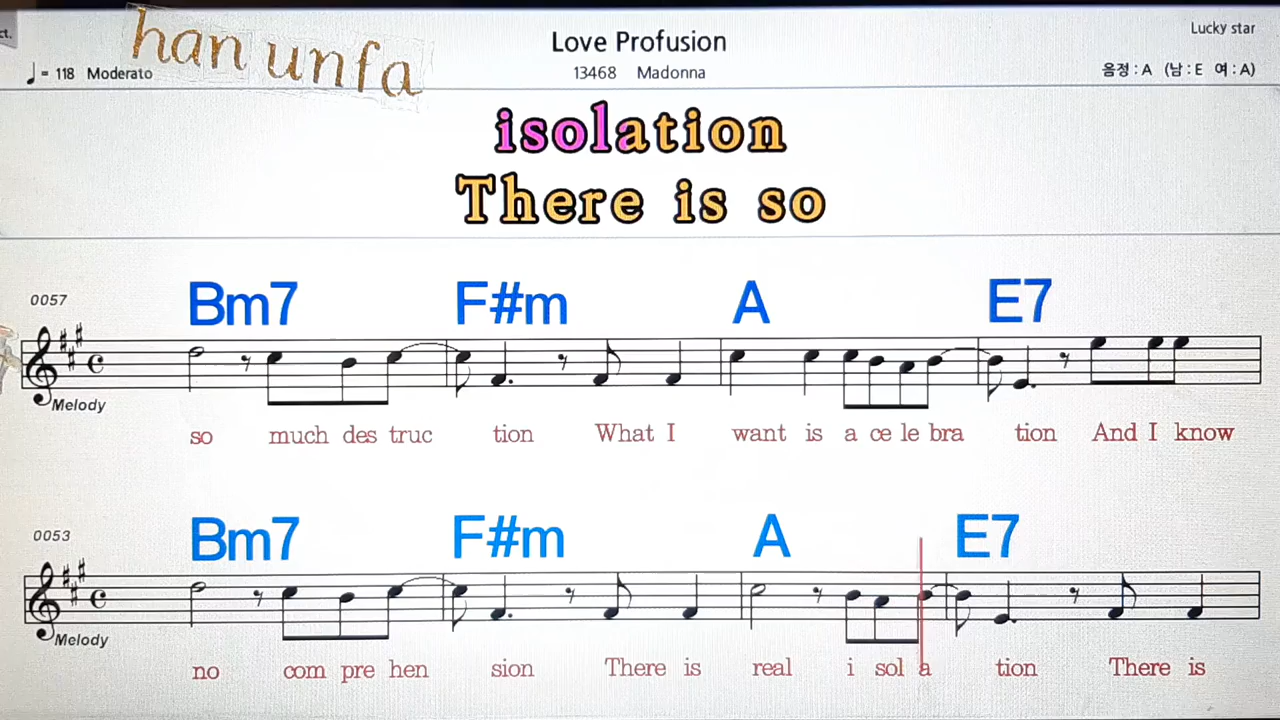 ct.
han unfa
Love Profusion
Lucky star
= 118 Moderato
13468 Madonna
음정 : A (남 : E 여 : A)
isolation
There is so
0057
Bm7 F#m A E7
Melody
so much des truc tion What I want is a ce le bra tion And I know
0053
Bm7 F#m A E7
Melody
no com pre hen sion There is real i sol a tion There is